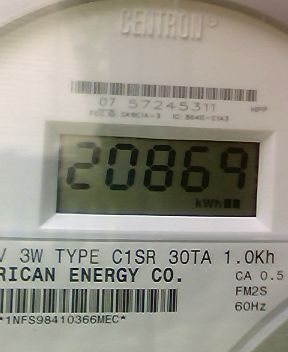 CENTRON®
07 57245311 HPP
20869
kWh
V 3W TYPE C1SR 30TA 1.0Kh
RICAN ENERGY CO. CA 0.5
FM2S
*1NFS98410366MEC* 60Hz